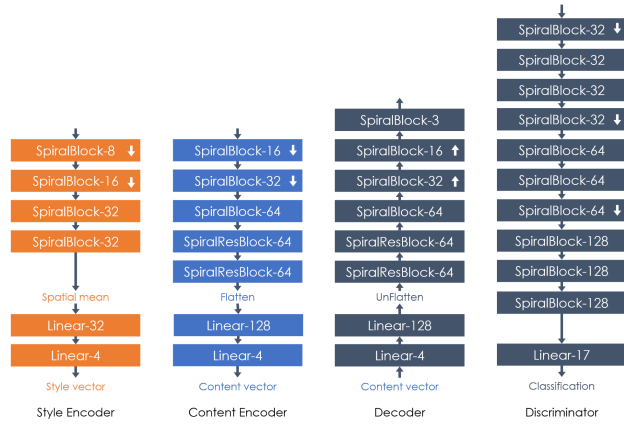 SpiralBlock-8
SpiralBlock-16
SpiralBlock-32
SpiralBlock-32
Spatial mean
Linear-32
Linear-4
Style vector
Style Encoder
SpiralBlock-16
SpiralBlock-32
SpiralBlock-64
SpiralResBlock-64
SpiralResBlock-64
Flatten
Linear-128
Linear-4
Content vector
Content Encoder
SpiralBlock-3
SpiralBlock-16
SpiralBlock-32
SpiralBlock-64
SpiralResBlock-64
SpiralResBlock-64
UnFlatten
Linear-128
Linear-4
Content vector
Decoder
SpiralBlock-32
SpiralBlock-32
SpiralBlock-32
SpiralBlock-32
SpiralBlock-64
SpiralBlock-64
SpiralBlock-64
SpiralBlock-128
SpiralBlock-128
SpiralBlock-128
Linear-17
Classification
Discriminator